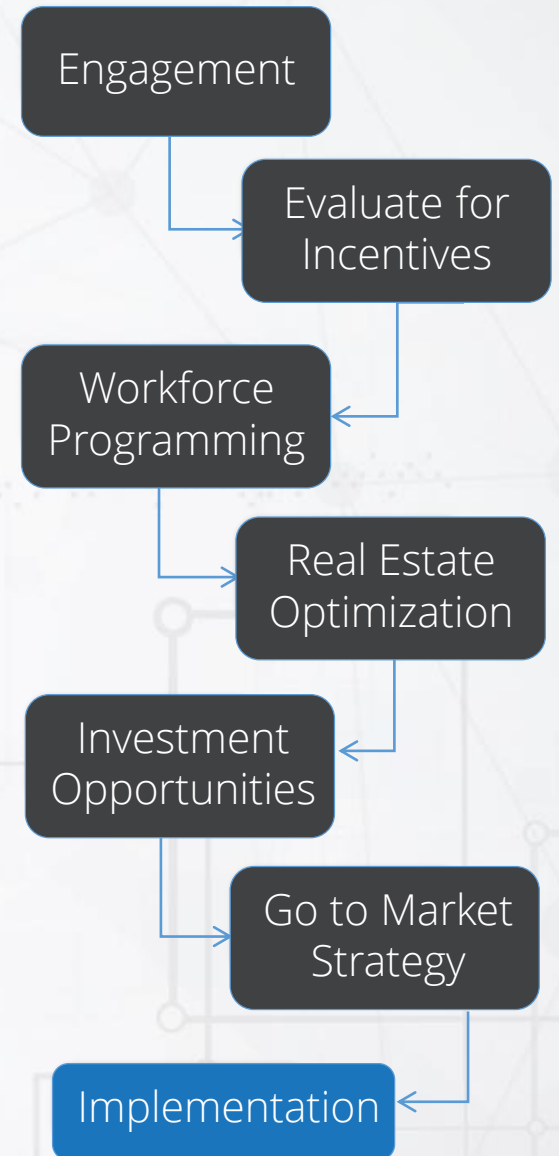 Engagement
Evaluate for
Incentives
Workforce
Programming
Real Estate
Optimization
Investment
Opportunities
Go to Market
Strategy
Implementation